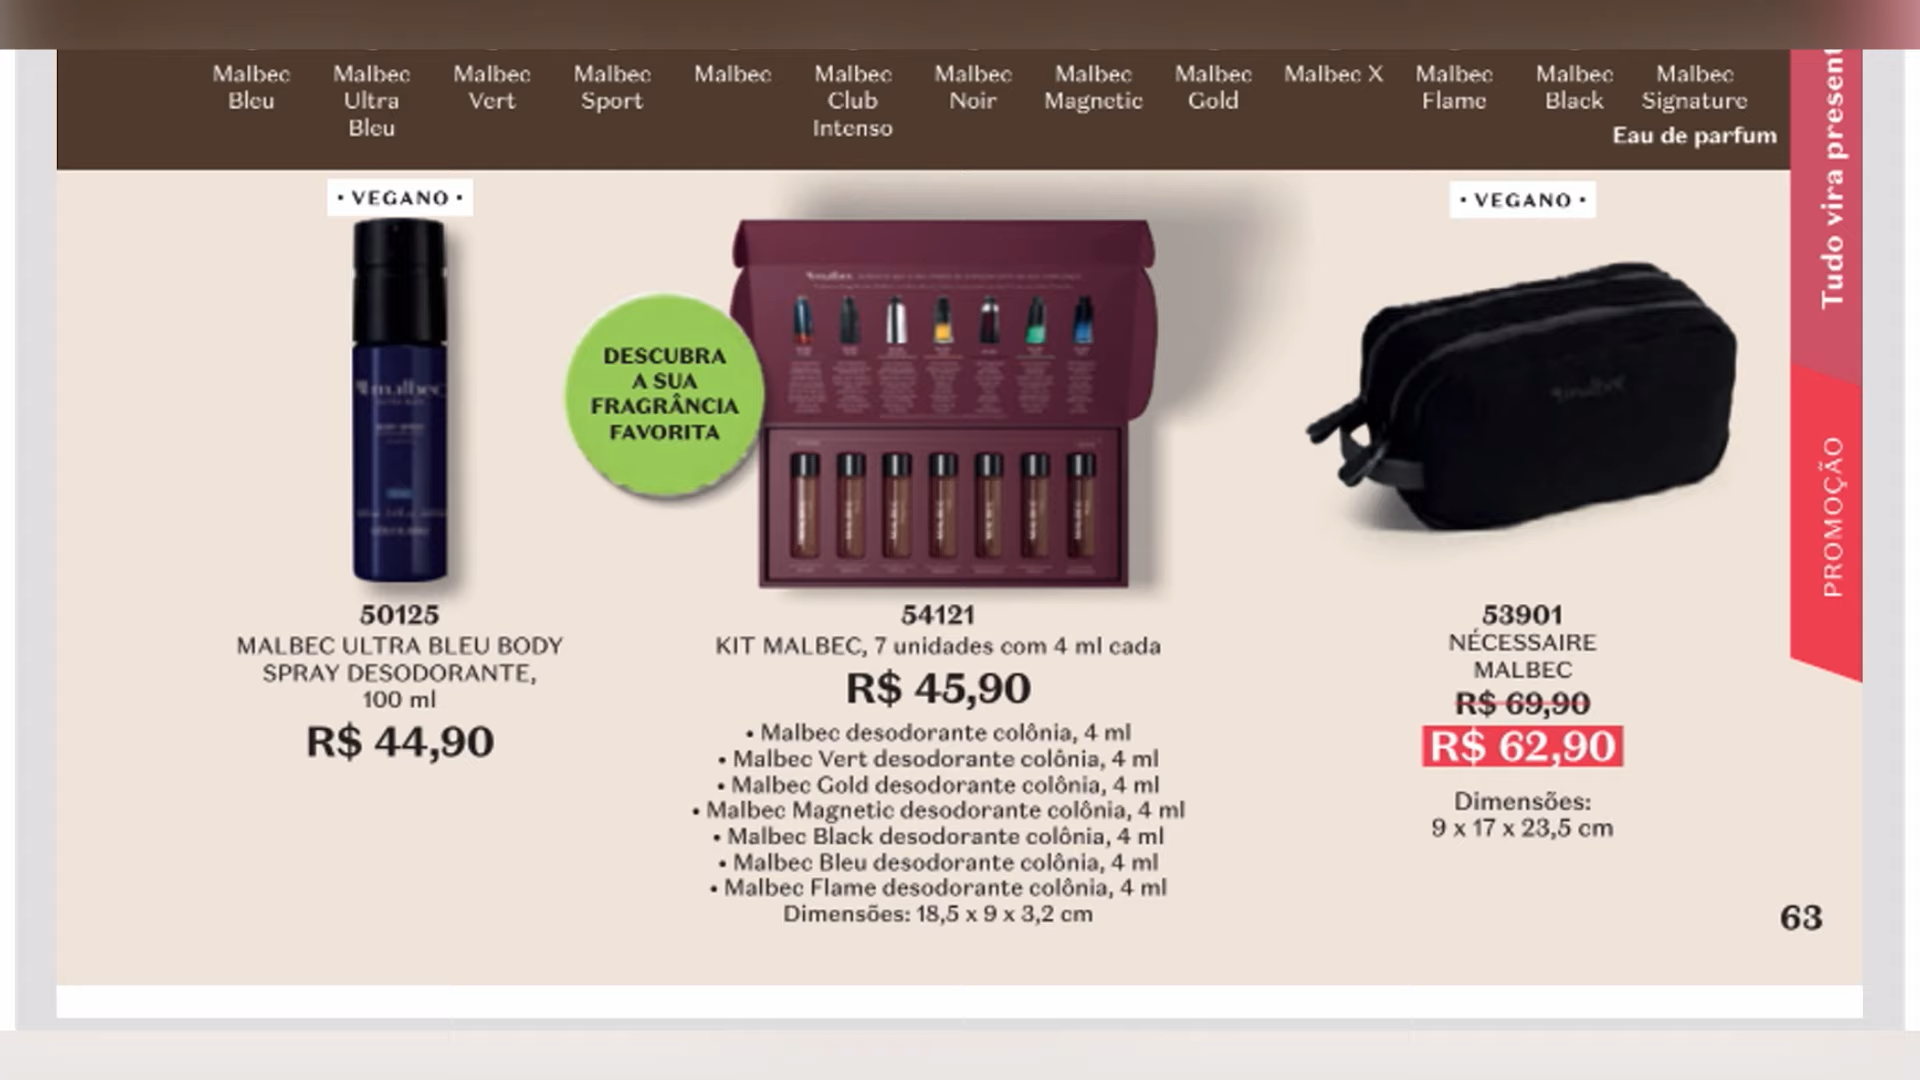 Malbec Bleu
Malbec Ultra Bleu
Malbec Vert
Malbec Sport
Malbec
Malbec Club Intenso
Malbec Noir
Malbec Magnetic
Malbec Gold
Malbec X
Malbec Flame
Malbec Black
Malbec Signature
Eau de parfum
• VEGANO •
malbec
50125
MALBEC ULTRA BLEU BODY
SPRAY DESODORANTE,
100 ml
R$ 44,90
DESCUBRA
A SUA
FRAGRÂNCIA
FAVORITA
54121
KIT MALBEC, 7 unidades com 4 ml cada
R$ 45,90
• Malbec desodorante colônia, 4 ml
• Malbec Vert desodorante colônia, 4 ml
• Malbec Gold desodorante colônia, 4 ml
• Malbec Magnetic desodorante colônia, 4 ml
• Malbec Black desodorante colônia, 4 ml
• Malbec Bleu desodorante colônia, 4 ml
• Malbec Flame desodorante colônia, 4 ml
Dimensões: 18,5 x 9 x 3,2 cm
• VEGANO •
malbec
53901
NÉCESSAIRE
MALBEC
R$ 69,90
R$ 62,90
Dimensões:
9 x 17 x 23,5 cm
Tudo vira present
PROMOÇÃO
63